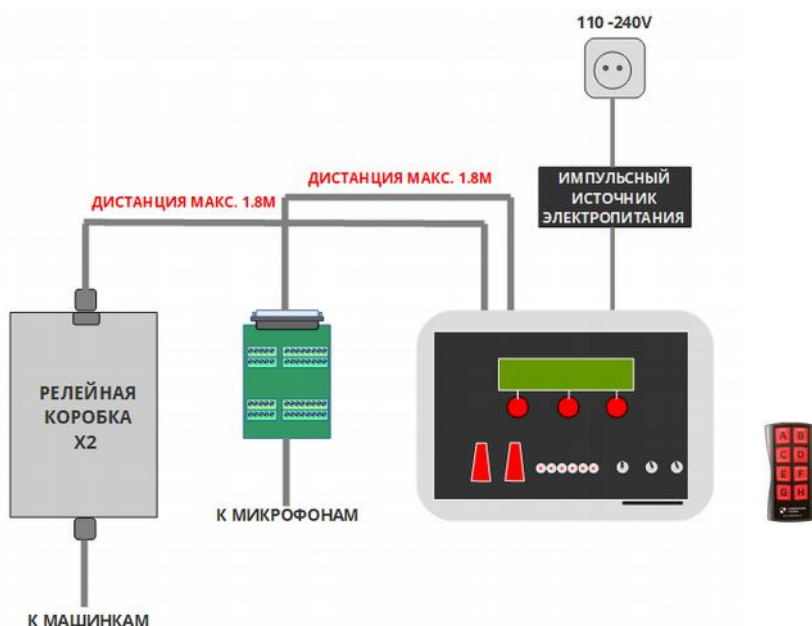 110 -240V
ДИСТАНЦИЯ МАКС. 1.8М
ДИСТАНЦИЯ МАКС. 1.8М
ИМПУЛЬСНЫЙ
ИСТОЧНИК
ЭЛЕКТРОПИТАНИЯ
РЕЛЕЙНАЯ
КОРОБКА
X2
К МИКРОФОНАМ
К МАШИНКАМ
A B
C D
E F
G H